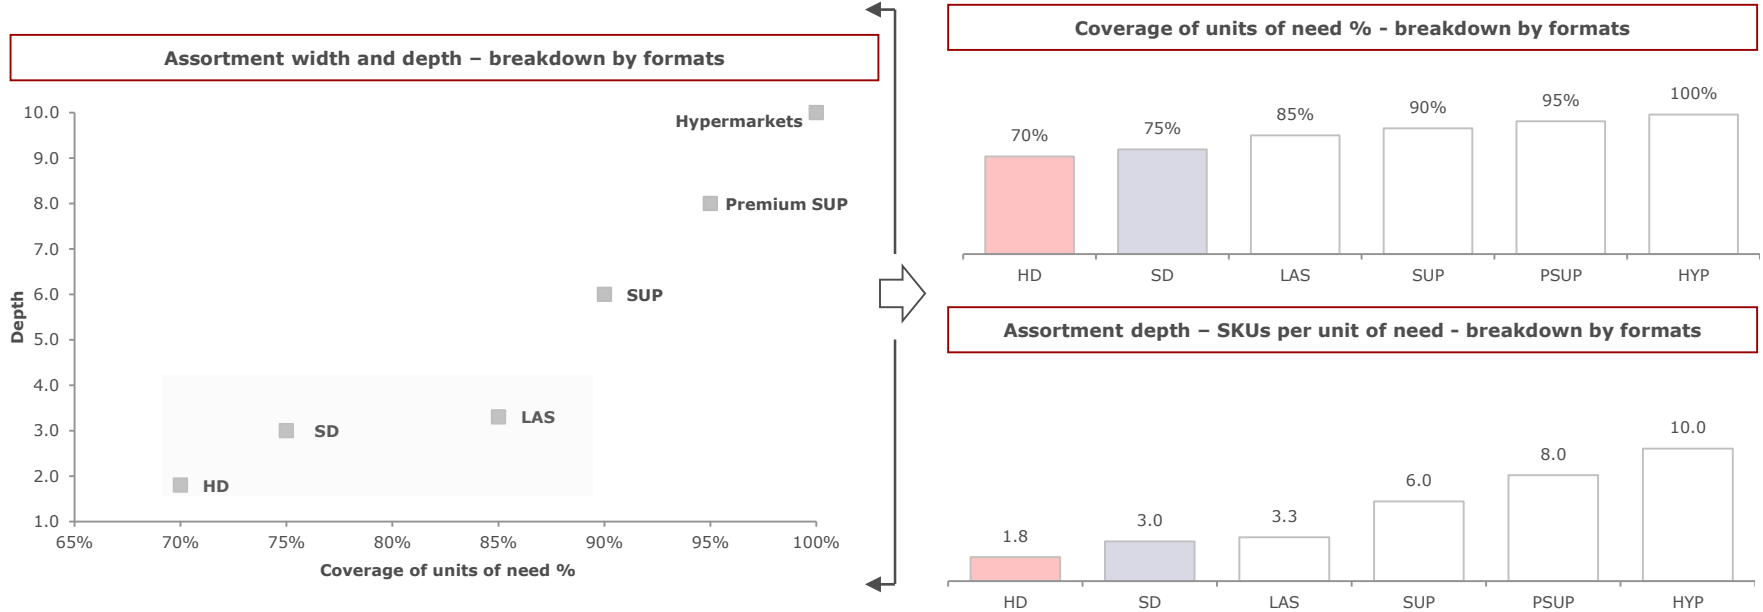 Assortment width and depth – breakdown by formats
10.0
9.0
8.0
7.0
6.0
5.0
4.0
3.0
2.0
1.0
Depth
Hypermarkets
Premium SUP
SUP
LAS
SD
HD
65%
70%
75%
80%
85%
90%
95%
100%
Coverage of units of need %
Coverage of units of need % - breakdown by formats
70%
75%
85%
90%
95%
100%
HD
SD
LAS
SUP
PSUP
HYP
Assortment depth – SKUs per unit of need - breakdown by formats
1.8
3.0
3.3
6.0
8.0
10.0
HD
SD
LAS
SUP
PSUP
HYP